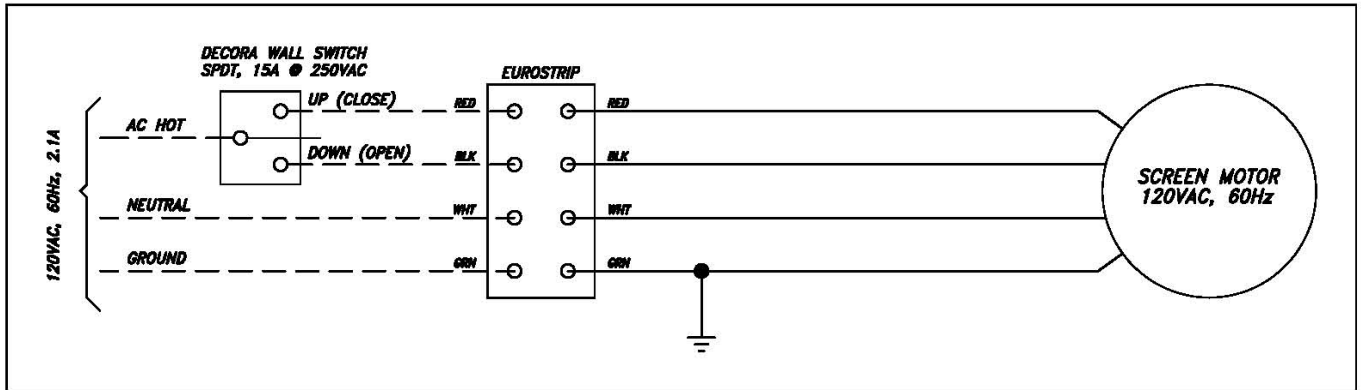 DECORA WALL SWITCH
SPDT, 15A @ 250VAC
EUROSTRIP
UP (CLOSE)
RED
RED
AC HOT
DOWN (OPEN)
BLK
BLK
120VAC, 60Hz, 2.1A
SCREEN MOTOR
120VAC, 60Hz
NEUTRAL
WHT
WHT
GROUND
GRN
GRN